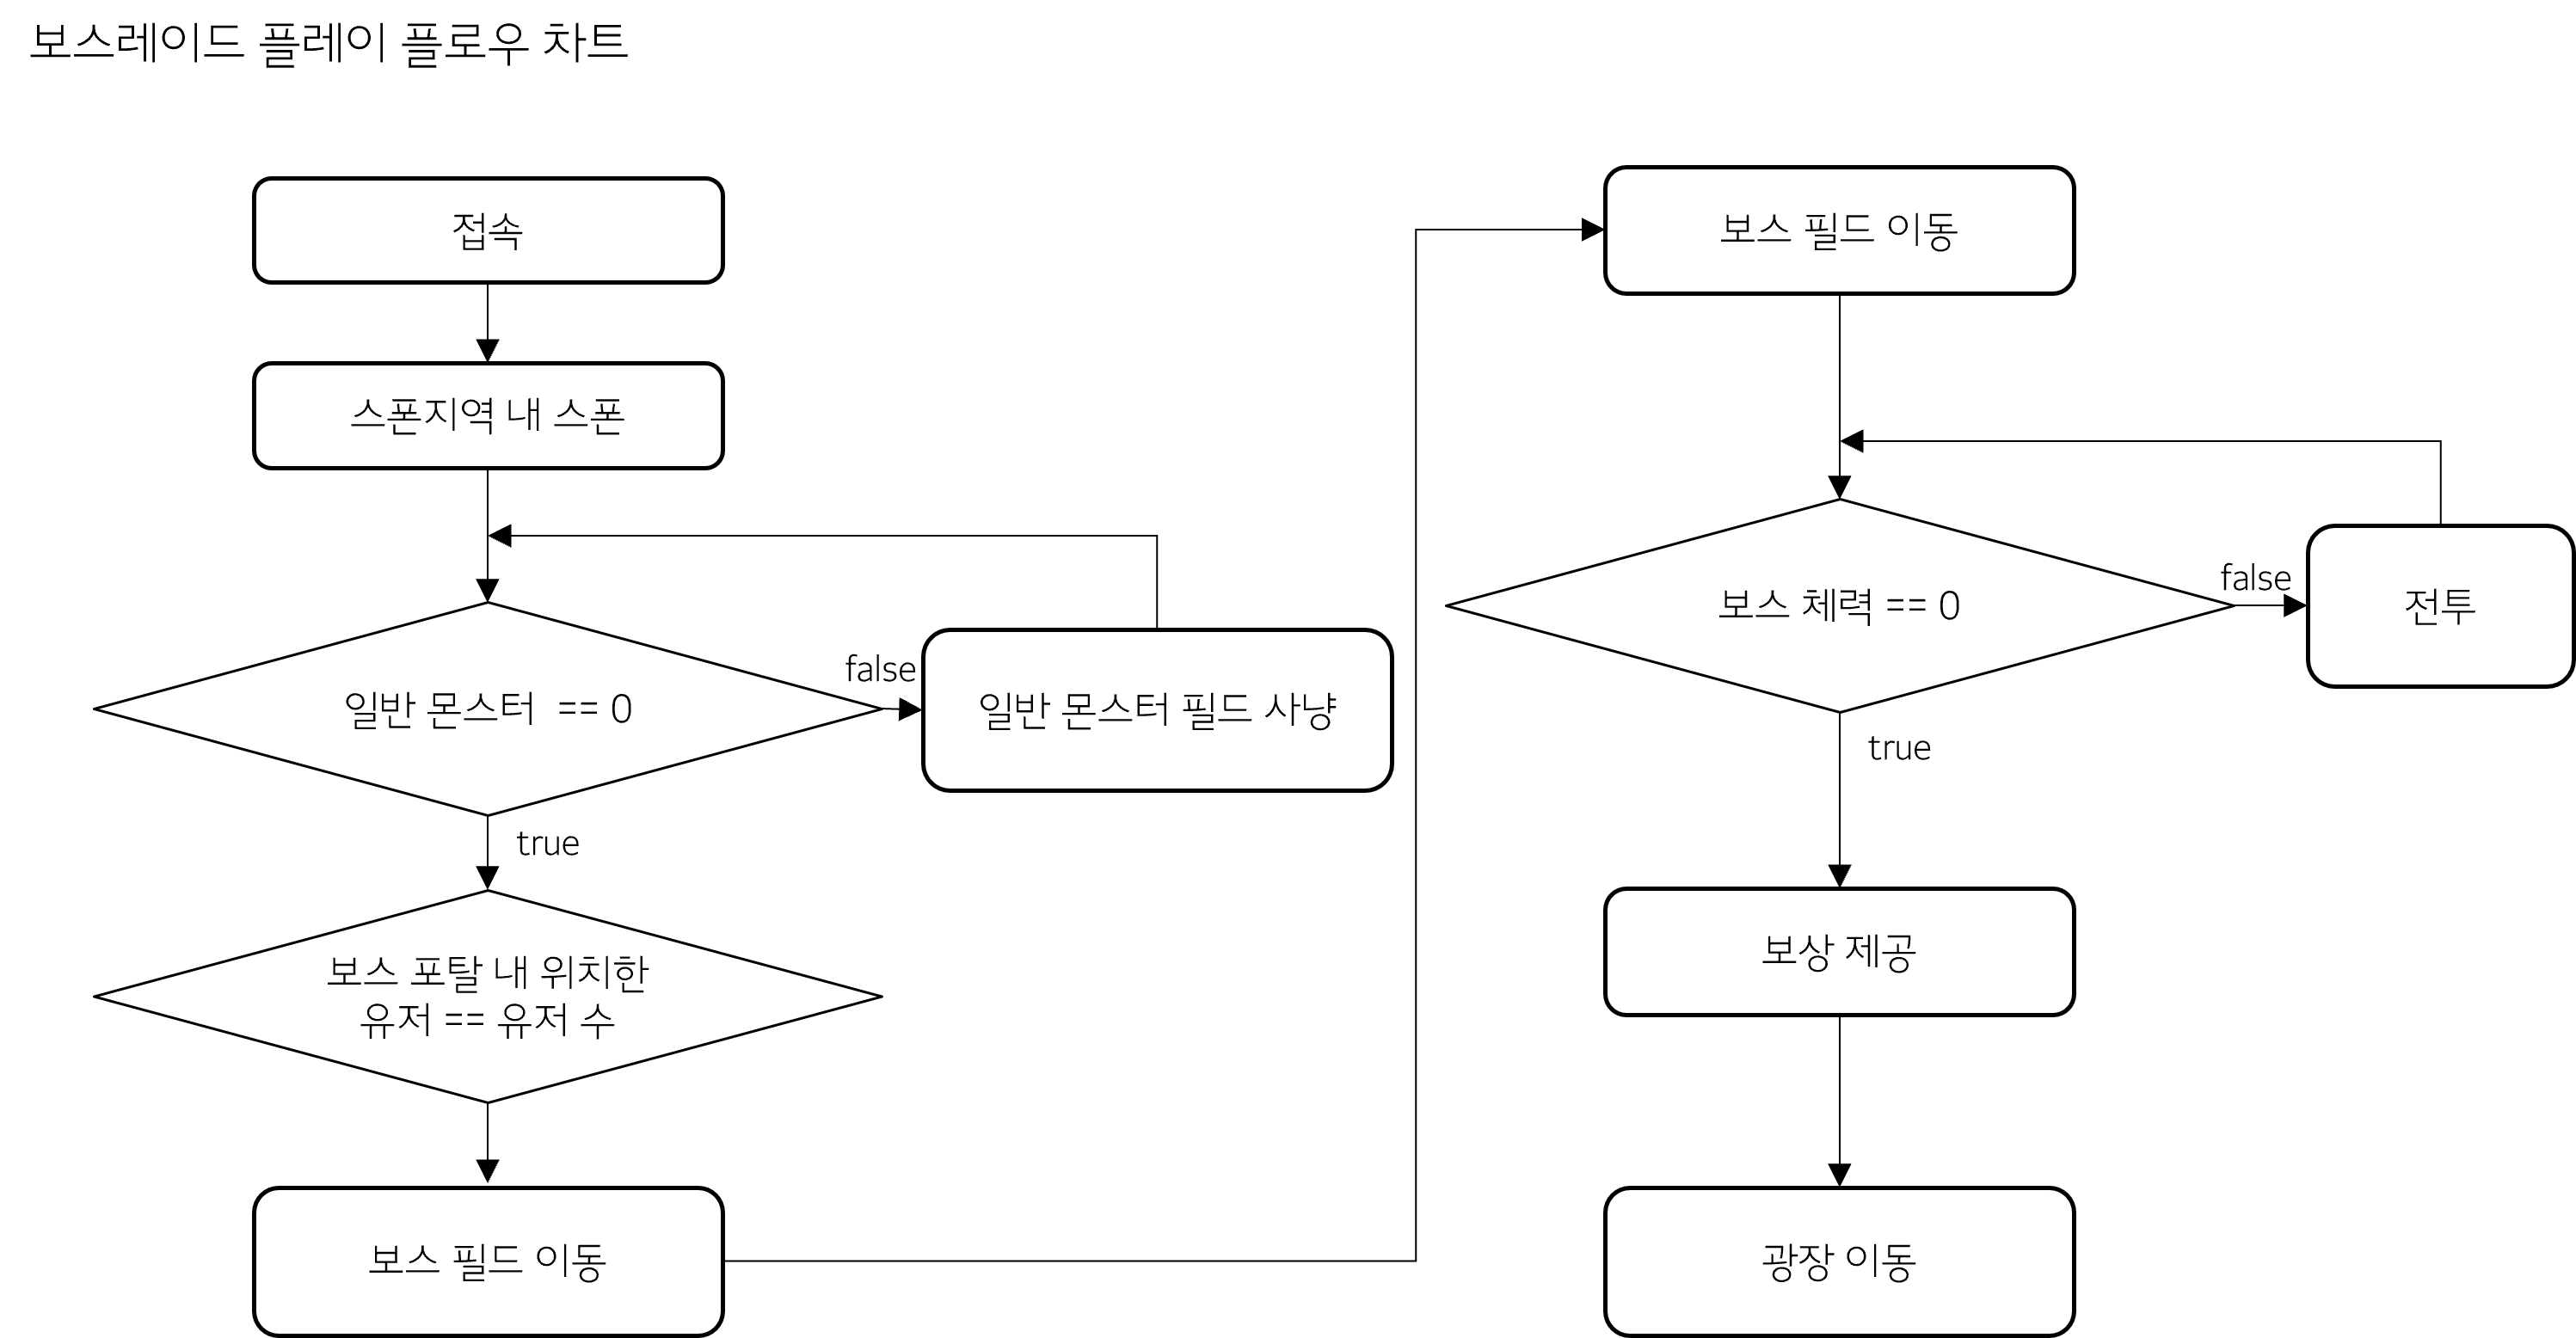 보스레이드 플레이 플로우 차트
접속
스폰지역 내 스폰
일반 몬스터 == 0
false
일반 몬스터 필드 사냥
true
보스 포탈 내 위치한
유저 == 유저 수
보스 필드 이동
보스 필드 이동
보스 체력 == 0
false
전투
true
보상 제공
광장 이동